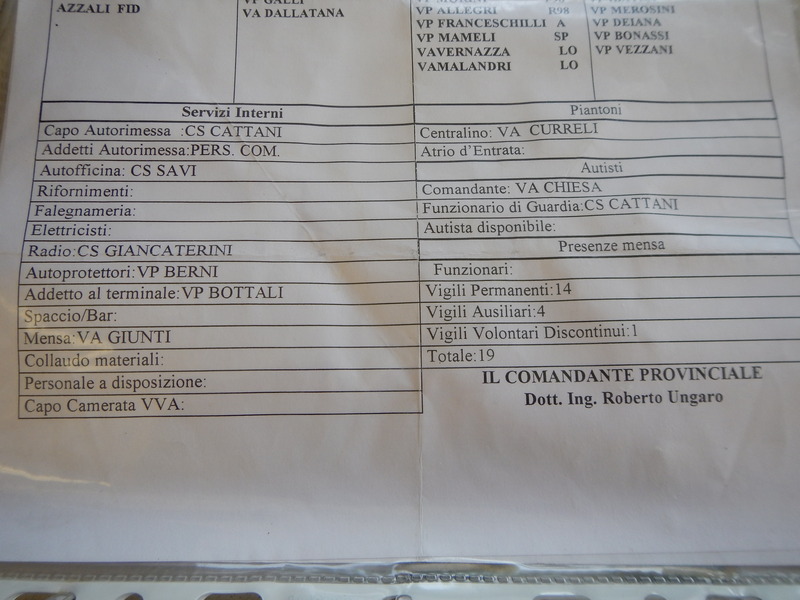 AZZALI FID
VP GALLI
VA DALLATANA
VP ALLEGRI R98
VP FRANCESCHILLI A
VP MAMELI SP
VAVERNAZZA LO
VAMALANDRI LO
VP MEROSINI
VP DEIANA
VP BONASSI
VP VEZZANI
Servizi Interni
Capo Autorimessa :CS CATTANI
Addetti Autorimessa:PERS. COM.
Autofficina: CS SAVI
Rifornimenti:
Falegnameria:
Elettricisti:
Radio:CS GIANCATERINI
Autoprotettori:VP BERNI
Addetto al terminale:VP BOTTALI
Spaccio/Bar:
Mensa:VA GIUNTI
Collaudo materiali:
Personale a disposizione:
Capo Camerata VVA:
Piantoni
Centralino: VA CURRELI
Atrio d'Entrata:
Autisti
Comandante: VA CHIESA
Funzionario di Guardia:CS CATTANI
Autista disponibile:
Presenze mensa
Funzionari:
Vigili Permanenti:14
Vigili Ausiliari:4
Vigili Volontari Discontinui:1
Totale:19
IL COMANDANTE PROVINCIALE
Dott. Ing. Roberto Ungaro